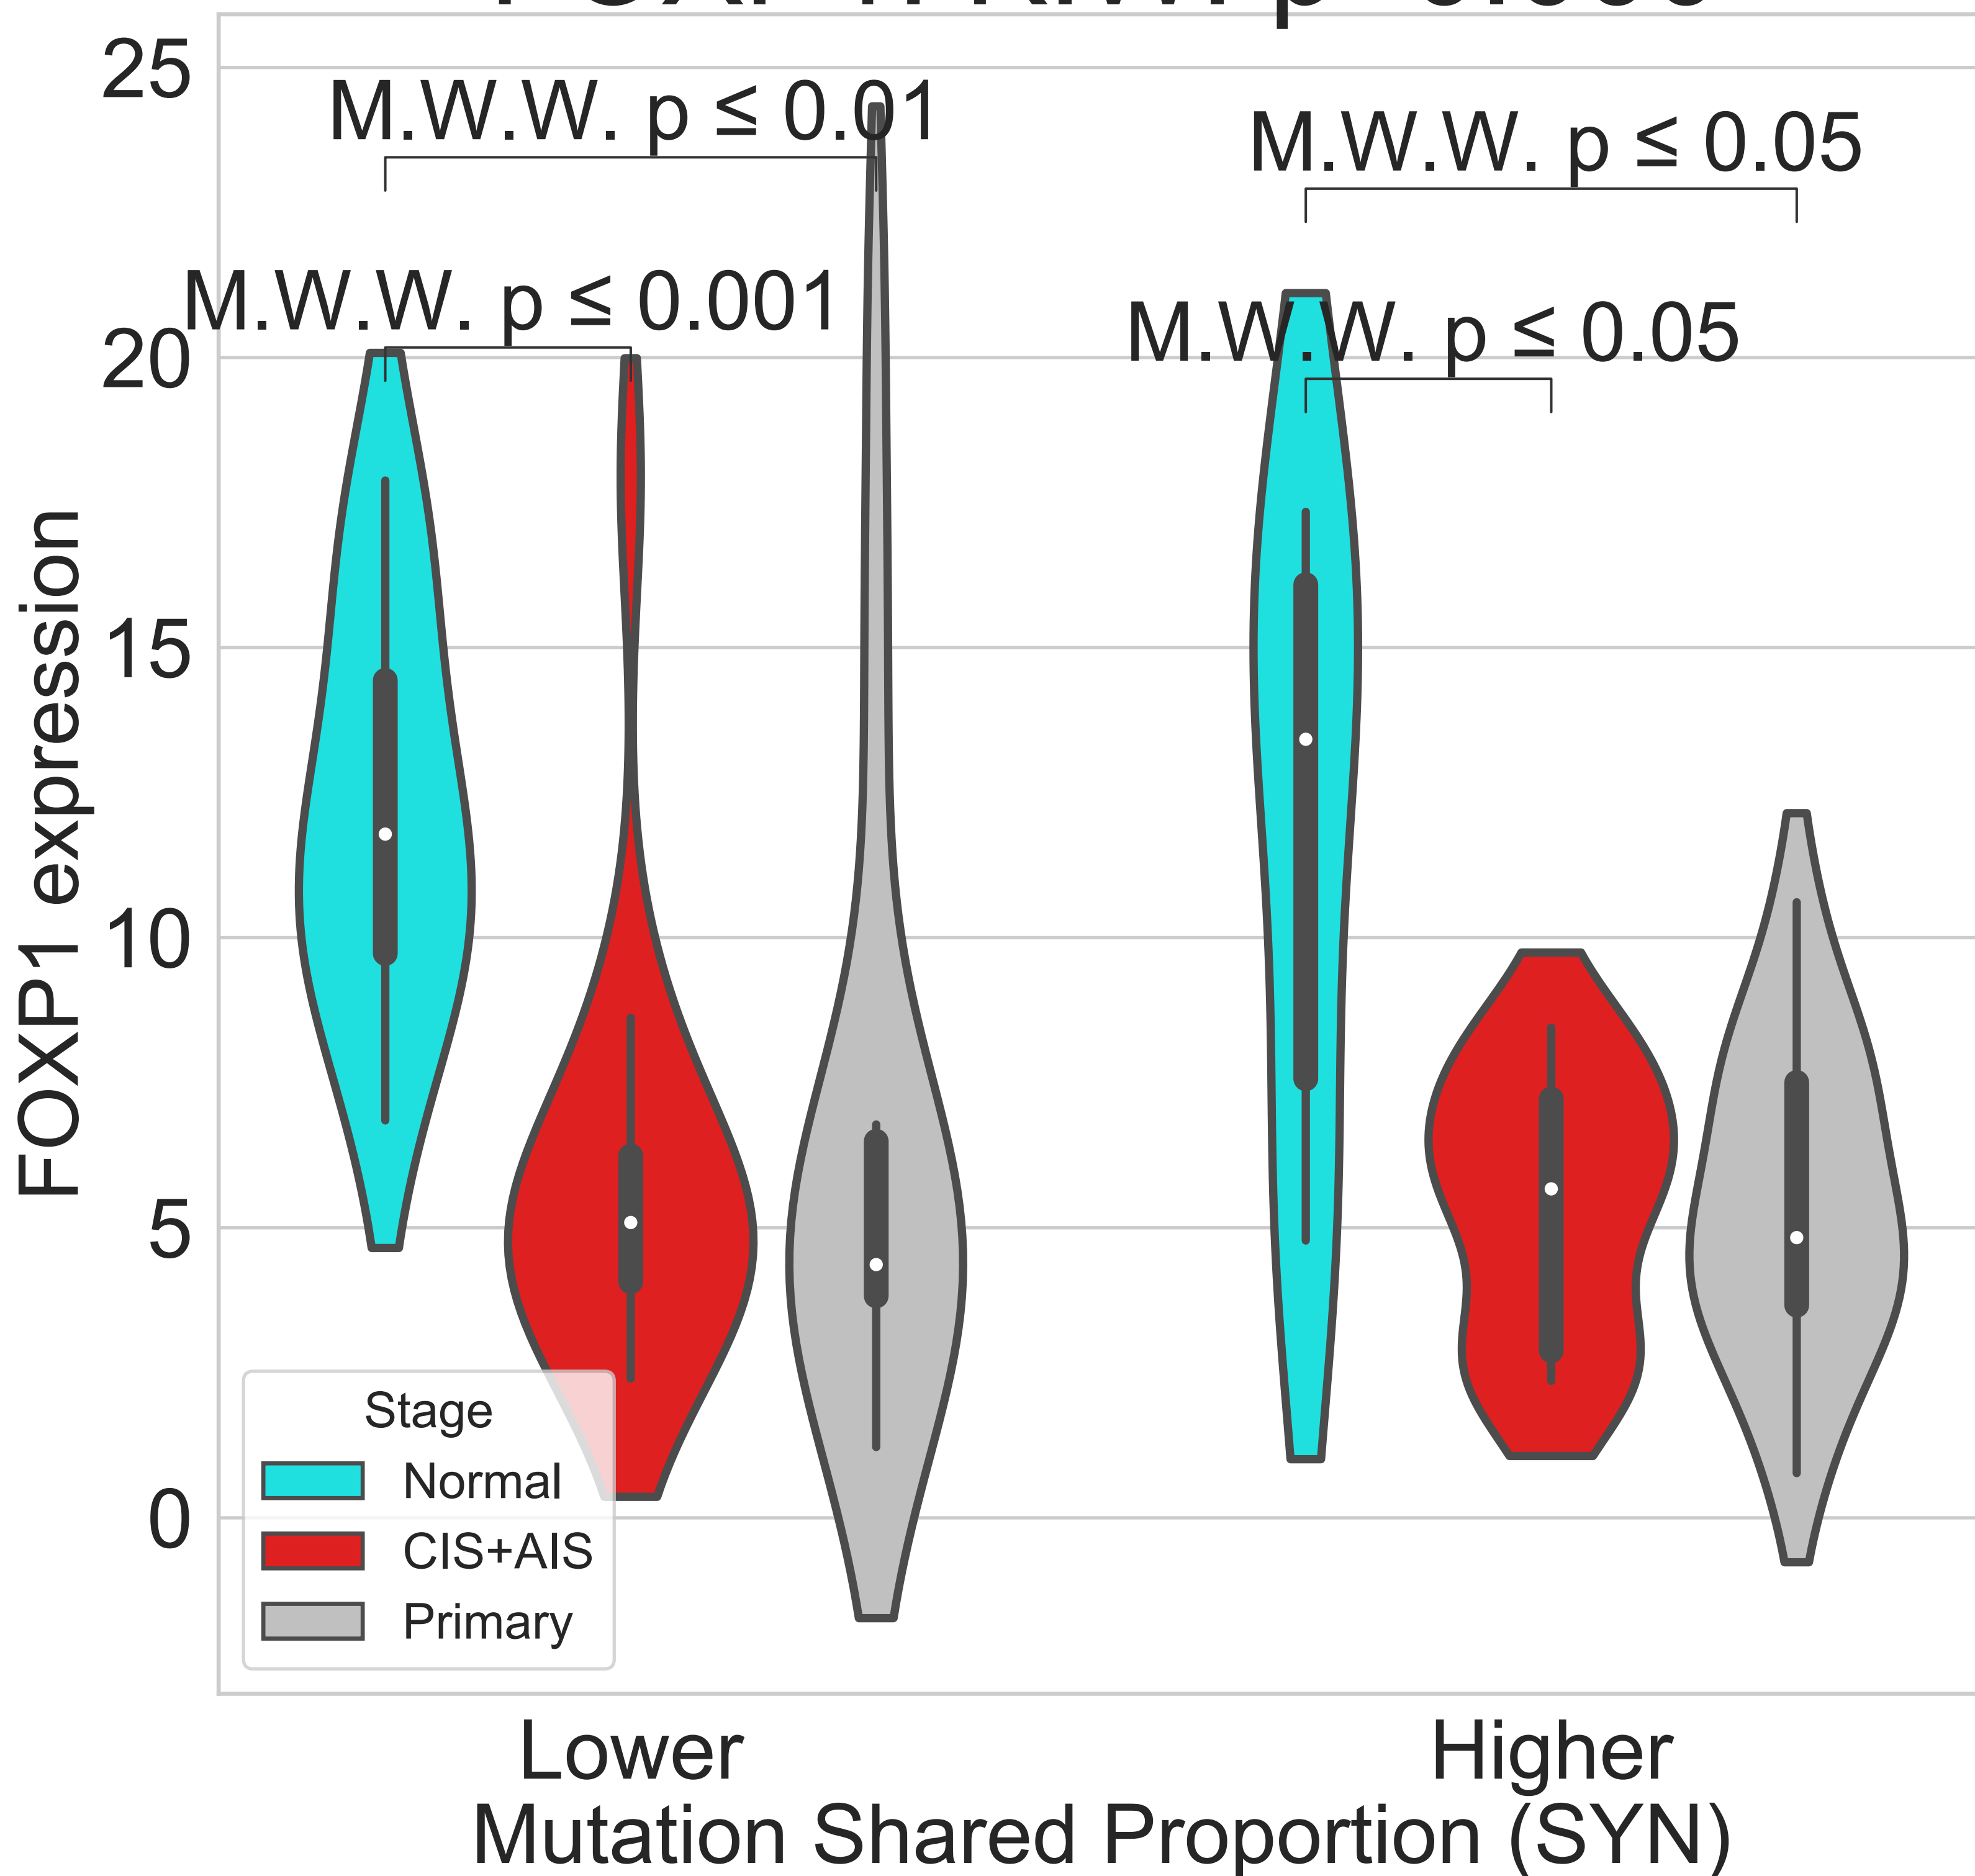 25
M.W.W. p ≤ 0.01
M.W.W. p ≤ 0.05
M.W.W. p ≤ 0.001
M.W.W. p ≤ 0.05
20
15
10
5
0
FOXP1 expression
Stage
Normal
CIS+AIS
Primary
Lower
Higher
Mutation Shared Proportion (SYN)